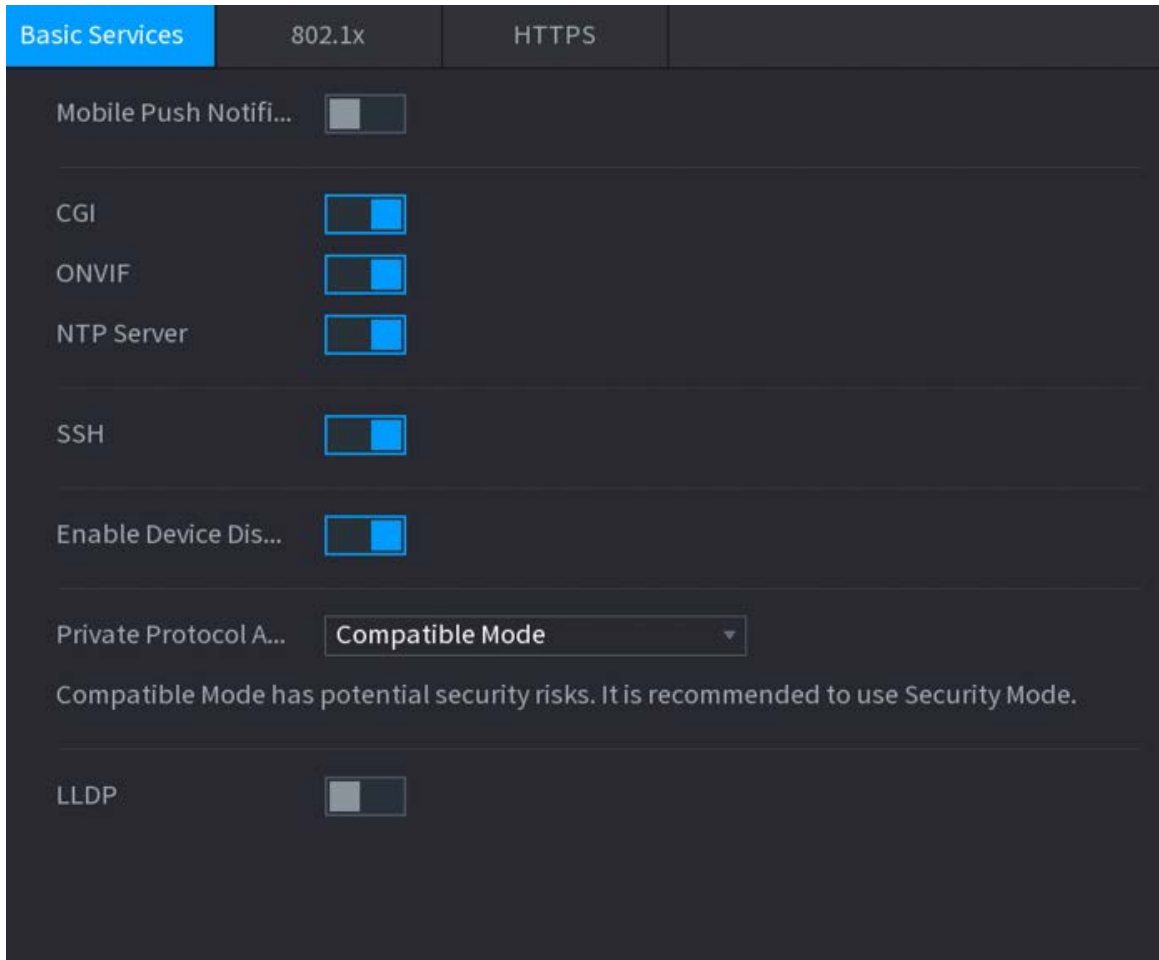 Basic Services 802.1x HTTPS
Mobile Push Notifi...
CGI
ONVIF
NTP Server
SSH
Enable Device Dis...
Private Protocol A... Compatible Mode
Compatible Mode has potential security risks. It is recommended to use Security Mode.
LLDP